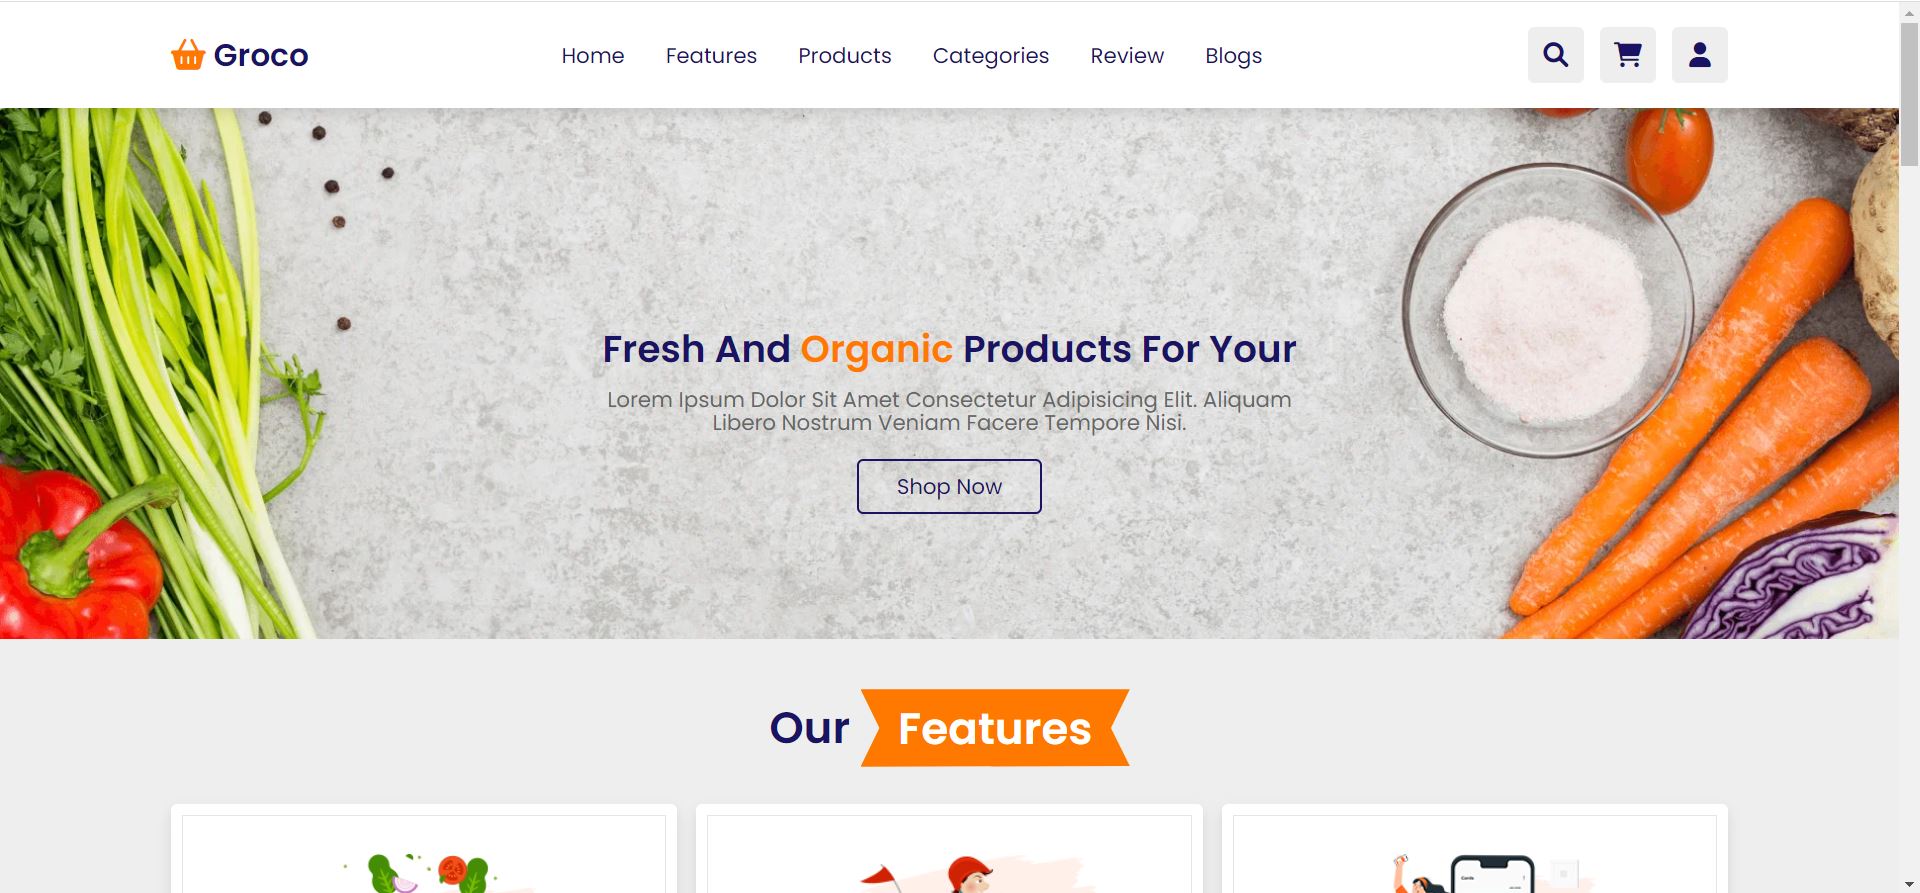 Groco
Home Features Products Categories Review Blogs
Fresh And Organic Products For Your
Lorem Ipsum Dolor Sit Amet Consectetur Adipisicing Elit. Aliquam
Libero Nostrum Veniam Facere Tempore Nisi.
Shop Now
Our Features
Cards